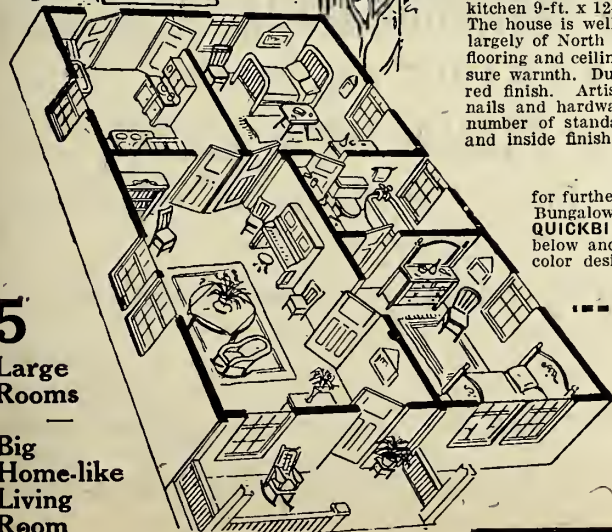 kitchen 9-ft. x 12
The house is well
largely of North
flooring and ceilin
sure warmth. Du
red finish. Artis
nails and hardwa
number of standa
and inside finish
for furthe
Bungalow
QUICKBI
below and
color desi
5
Large
Rooms
Big
Home-like
Living
Room